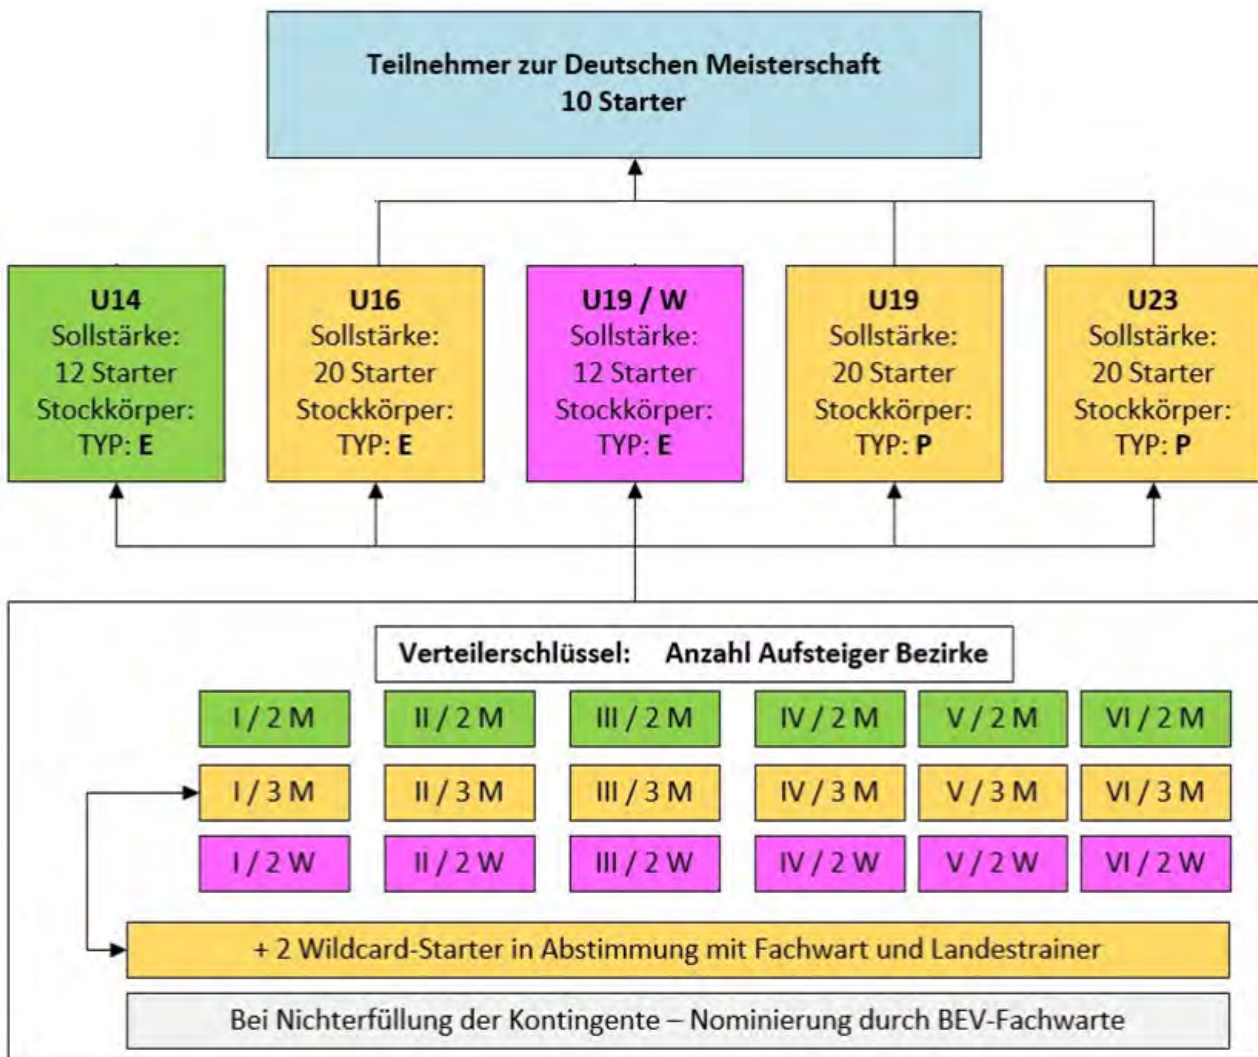 Teilnehmer zur Deutschen Meisterschaft
10 Starter
U14
Sollstärke:
12 Starter
Stockkörper:
TYP: E
U16
Sollstärke:
20 Starter
Stockkörper:
TYP: E
U19 / W
Sollstärke:
12 Starter
Stockkörper:
TYP: E
U19
Sollstärke:
20 Starter
Stockkörper:
TYP: P
U23
Sollstärke:
20 Starter
Stockkörper:
TYP: P
Verteilerschlüssel: Anzahl Aufsteiger Bezirke
I / 2 M II / 2 M III / 2 M IV / 2 M V / 2 M VI / 2 M
I / 3 M II / 3 M III / 3 M IV / 3 M V / 3 M VI / 3 M
I / 2 W II / 2 W III / 2 W IV / 2 W V / 2 W VI / 2 W
+ 2 Wildcard-Starter in Abstimmung mit Fachwart und Landestrainer
Bei Nichterfüllung der Kontingente – Nominierung durch BEV-Fachwarte